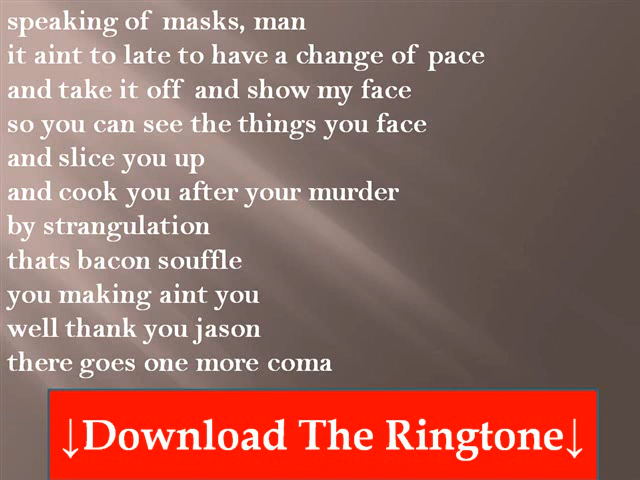 speaking of masks, man
it aint to late to have a change of pace
and take it off and show my face
so you can see the things you face
and slice you up
and cook you after your murder
by strangulation
thats bacon souffle
you making aint you
well thank you jason
there goes one more coma
↓Download The Ringtone↓